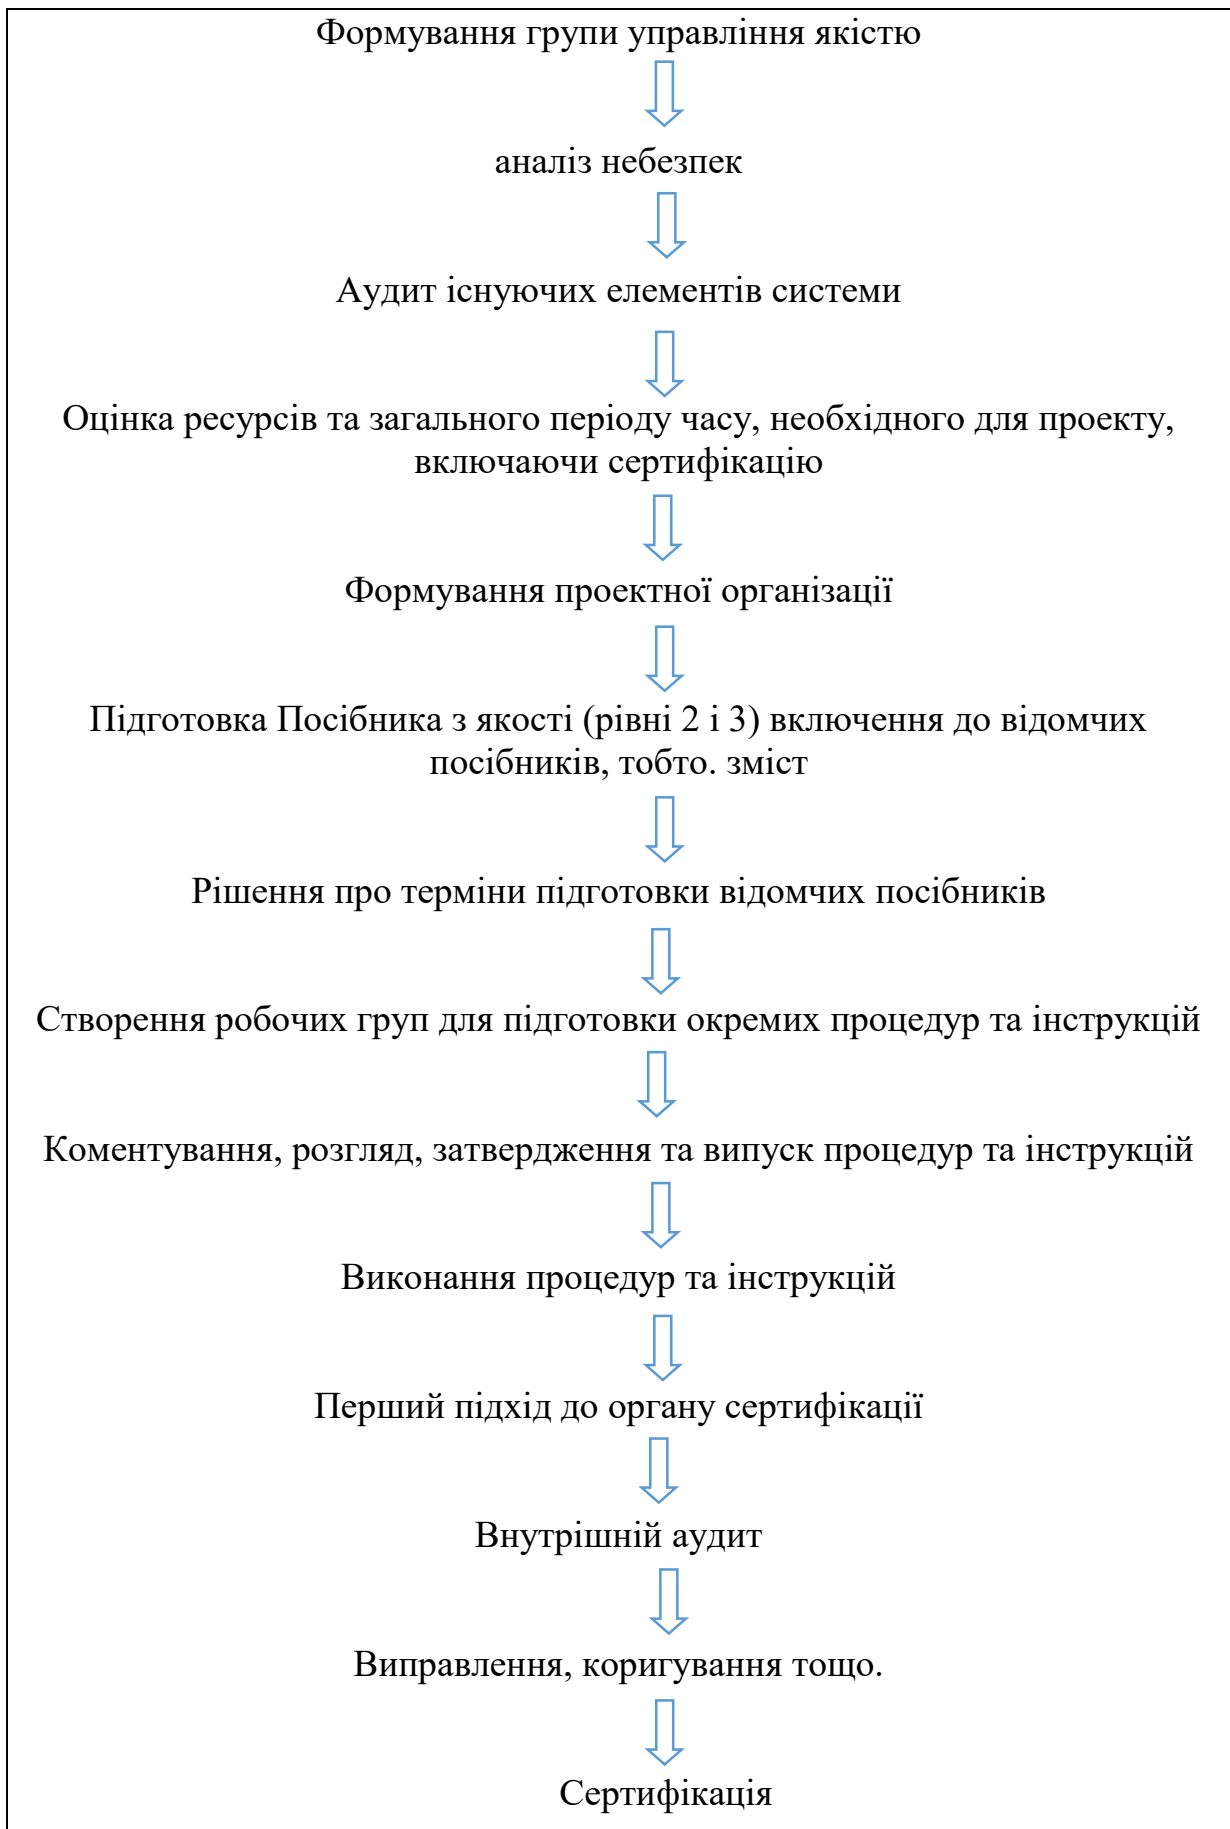 Формування групи управління якістю
аналіз небезпек
Аудит існуючих елементів системи
Оцінка ресурсів та загального періоду часу, необхідного для проекту,
включаючи сертифікацію
Формування проектної організації
Підготовка Посібника з якості (рівні 2 і 3) включення до відомчих
посібників, тобто. зміст
Рішення про терміни підготовки відомчих посібників
Створення робочих груп для підготовки окремих процедур та інструкцій
Коментування, розгляд, затвердження та випуск процедур та інструкцій
Виконання процедур та інструкцій
Перший підхід до органу сертифікації
Внутрішній аудит
Виправлення, коригування тощо.
Сертифікація